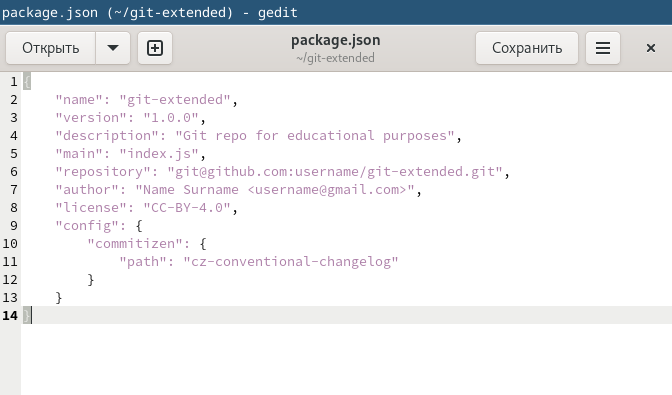 package.json (~/git-extended) - gedit
Открыть
package.json
~/git-extended
Сохранить
1 {
2     "name": "git-extended",
3     "version": "1.0.0",
4     "description": "Git repo for educational purposes",
5     "main": "index.js",
6     "repository": "git@github.com:username/git-extended.git",
7     "author": "Name Surname <username@gmail.com>",
8     "license": "CC-BY-4.0",
9     "config": {
10         "commitizen": {
11             "path": "cz-conventional-changelog"
12         }
13     }
14 }